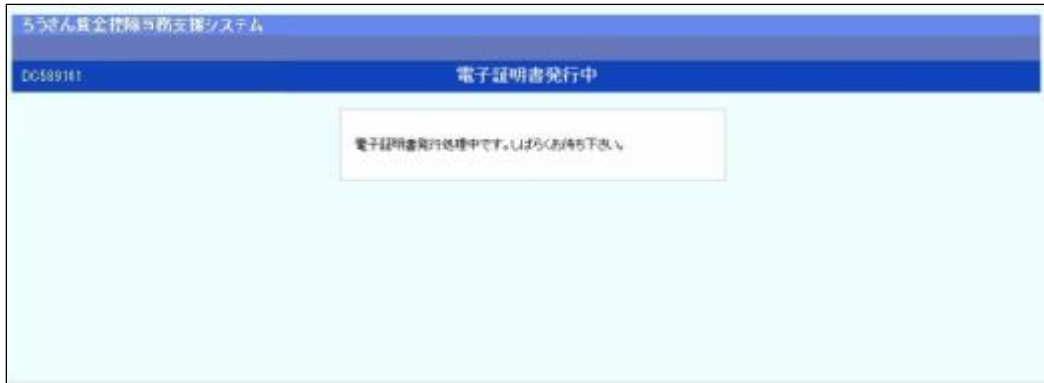 ろうきん賃金控除事務支援システム
DC589161
電子証明書発行中
電子証明書発行処理中です。しばらくお待ち下さい。